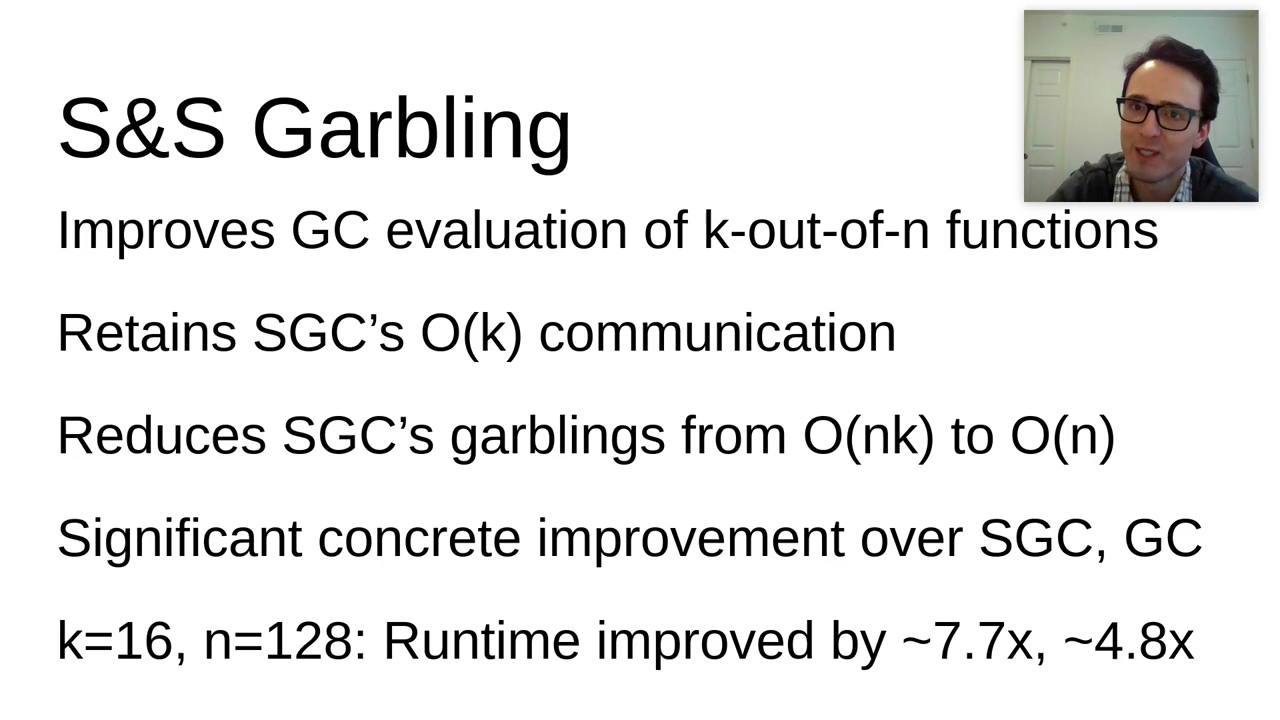 S&S Garbling
Improves GC evaluation of k-out-of-n functions
Retains SGC’s O(k) communication
Reduces SGC’s garblings from O(nk) to O(n)
Significant concrete improvement over SGC, GC
k=16, n=128: Runtime improved by ~7.7x, ~4.8x